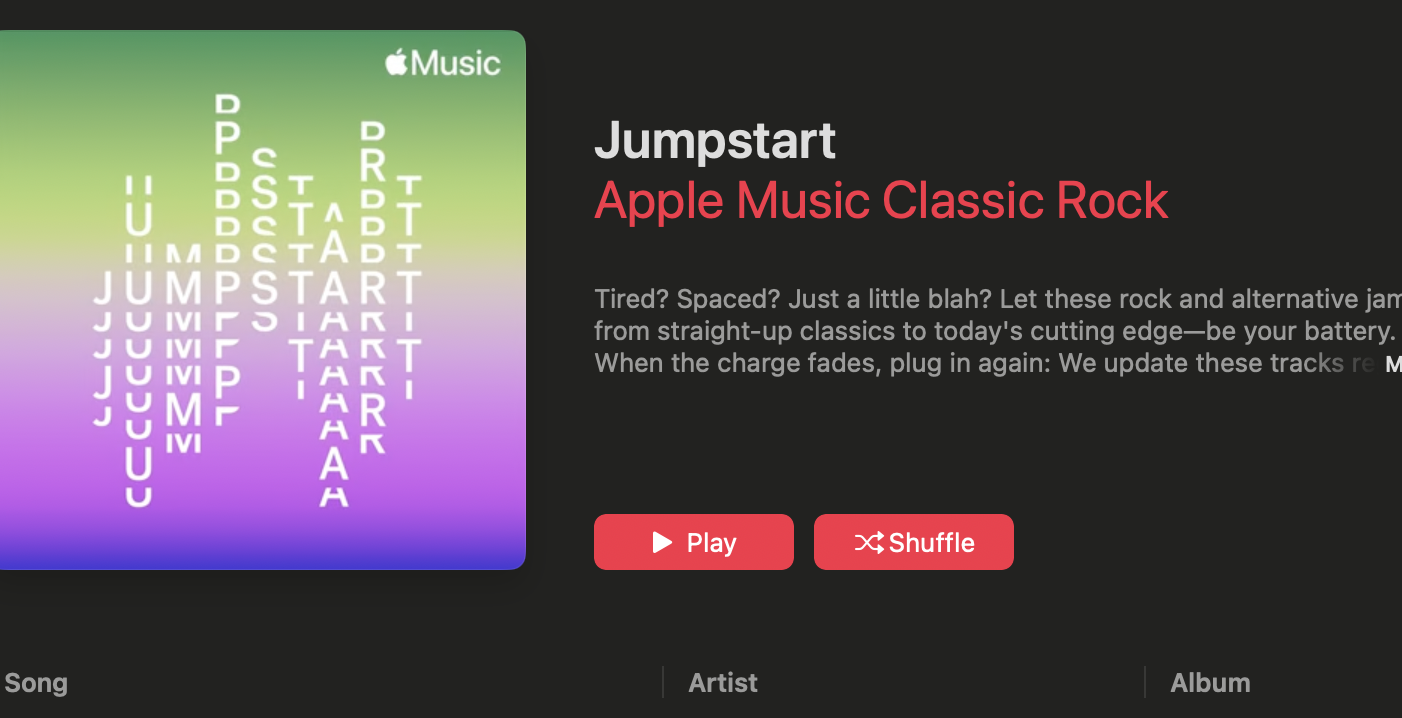 Music
JUMPSTART
Jumpstart
Apple Music Classic Rock
Tired? Spaced? Just a little blah? Let these rock and alternative jam
from straight-up classics to today's cutting edge—be your battery.
When the charge fades, plug in again: We update these tracks re M
Play
Shuffle
Song
Artist
Album